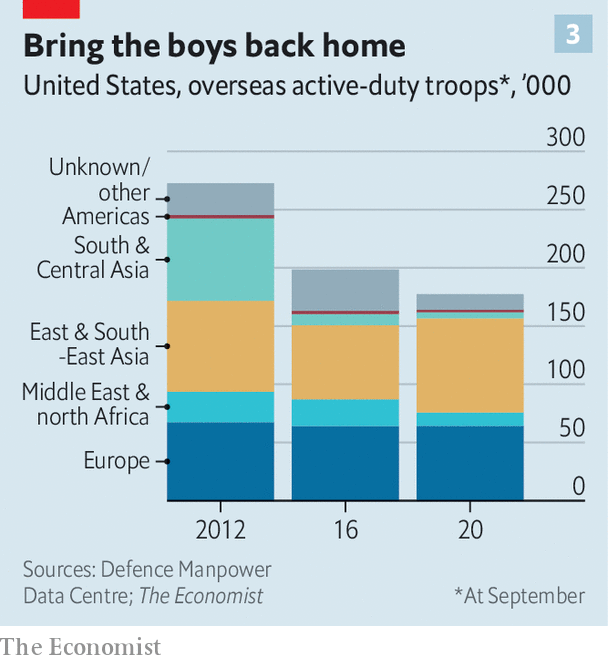 Bring the boys back home
3
United States, overseas active-duty troops*, ’000
300
250
200
150
100
50
0
Unknown/
other
Americas
South &
Central Asia
East & South
-East Asia
Middle East &
north Africa
Europe
2012
16
20
Sources: Defence Manpower
Data Centre; The Economist
*At September
The Economist